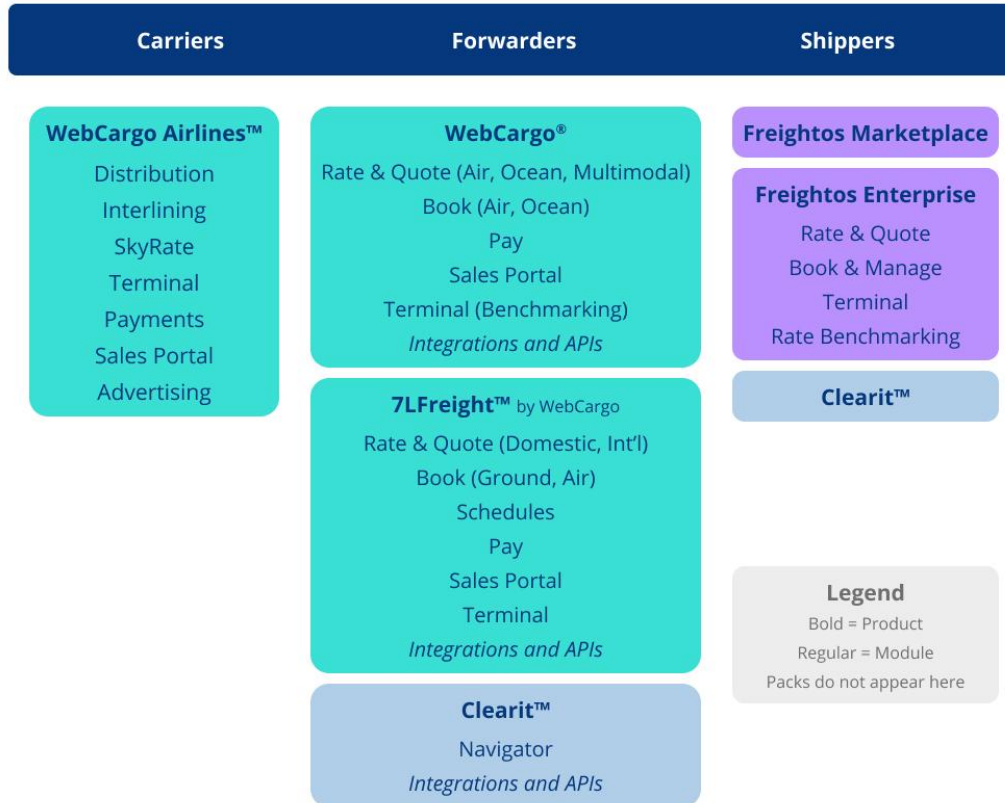 Carriers
Forwarders
Shippers
WebCargo Airlines™
Distribution
Interlining
SkyRate
Terminal
Payments
Sales Portal
Advertising
WebCargo®
Rate & Quote (Air, Ocean, Multimodal)
Book (Air, Ocean)
Pay
Sales Portal
Terminal (Benchmarking)
Integrations and APIs
7LFreight™ by WebCargo
Rate & Quote (Domestic, Int’l)
Book (Ground, Air)
Schedules
Pay
Sales Portal
Terminal
Integrations and APIs
Clearit™
Navigator
Integrations and APIs
Freightos Marketplace
Freightos Enterprise
Rate & Quote
Book & Manage
Terminal
Rate Benchmarking
Clearit™
Legend
Bold = Product
Regular = Module
Packs do not appear here